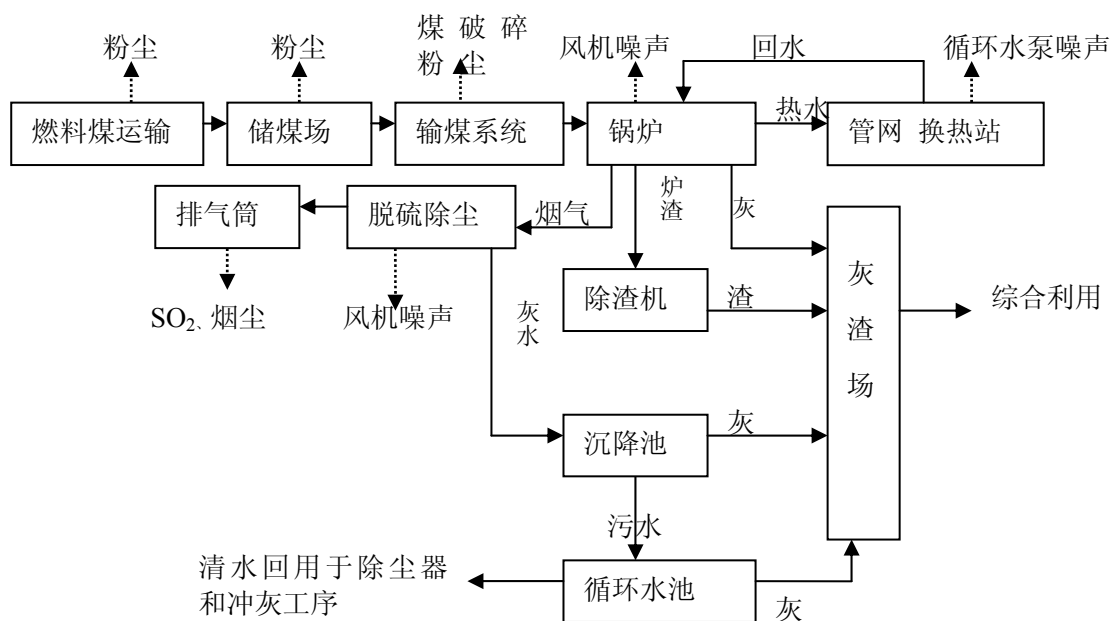 煤 破 碎
粉尘
粉尘
粉 尘
风机噪声
回水
循环水泵噪声
燃料煤运输
储煤场
输煤系统
锅炉
热水
管网 换热站
排气筒
脱硫除尘
烟气
炉
渣
灰
灰
渣
场
SO₂、烟尘
风机噪声
灰
水
除渣机
渣
综合利用
沉降池
灰
污水
清水回用于除尘器
和冲灰工序
循环水池
灰